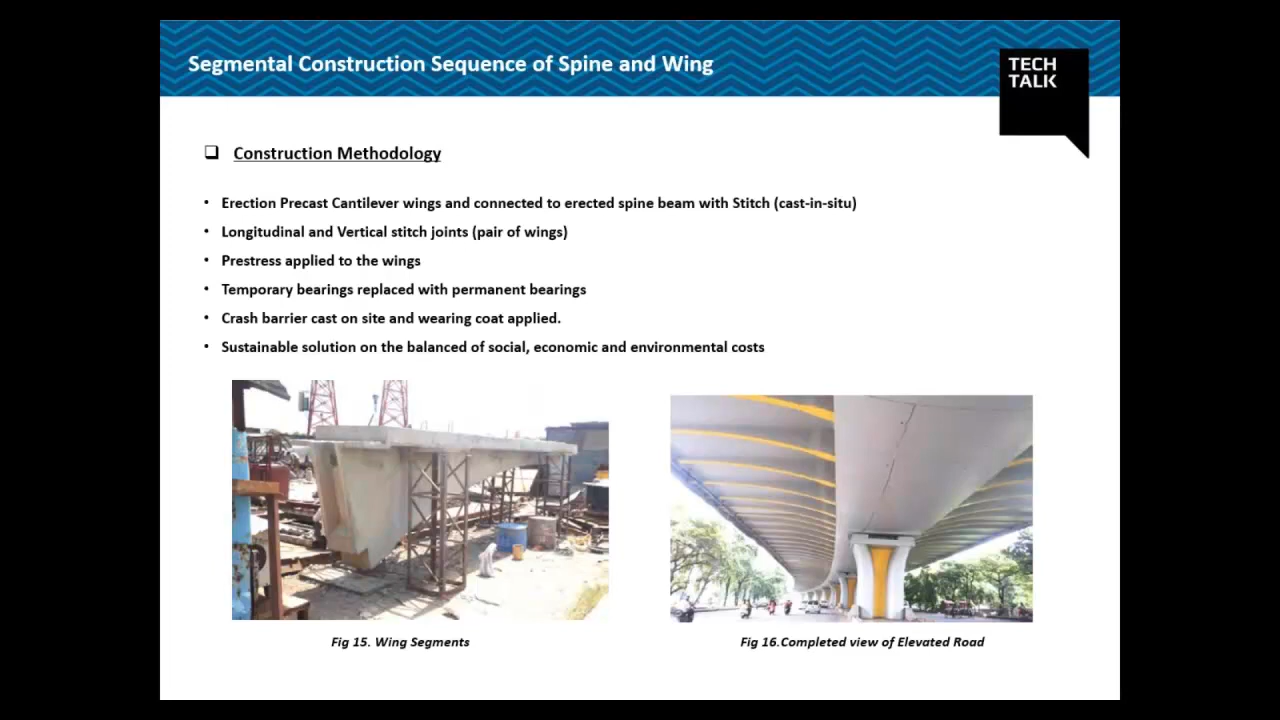 Segmental Construction Sequence of Spine and Wing
TECH
TALK
Construction Methodology
• Erection Precast Cantilever wings and connected to erected spine beam with Stitch (cast-in-situ)
• Longitudinal and Vertical stitch joints (pair of wings)
• Prestress applied to the wings
• Temporary bearings replaced with permanent bearings
• Crash barrier cast on site and wearing coat applied.
• Sustainable solution on the balanced of social, economic and environmental costs
Fig 15. Wing Segments
Fig 16.Completed view of Elevated Road